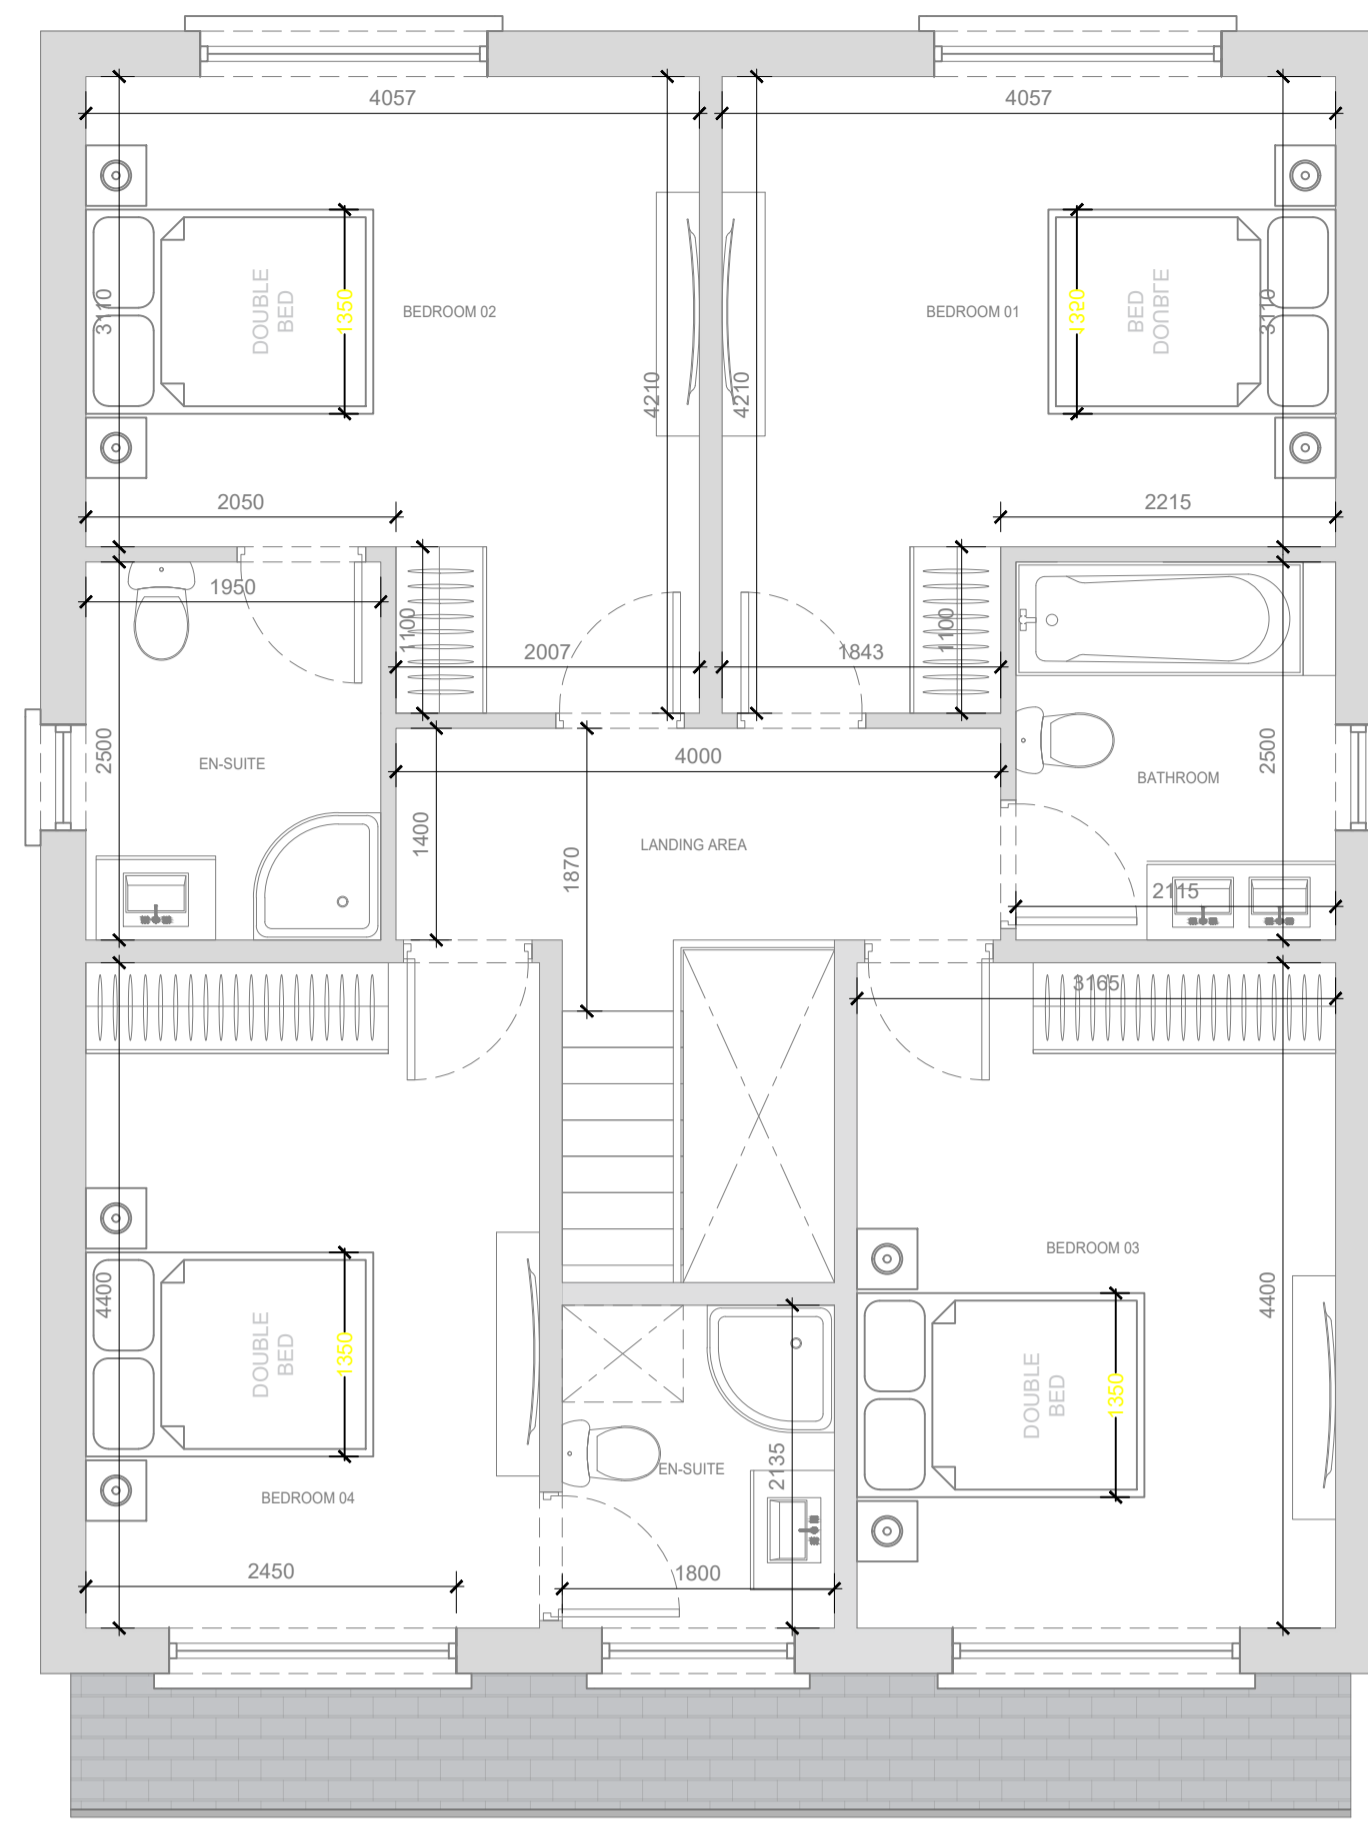 4057
4057
DOUBLE
BED
1350
3110
BEDROOM 02
4210
4210
BEDROOM 01
1350
BED
DOUBLE
3110
2050
2215
1950
1100
2007
1843
1100
2500
EN-SUITE
4000
1400
1870
LANDING AREA
2500
BATHROOM
2115
3165
4400
DOUBLE
BED
1350
BEDROOM 04
2450
BEDROOM 03
4400
DOUBLE
BED
1350
EN-SUITE
2135
1800